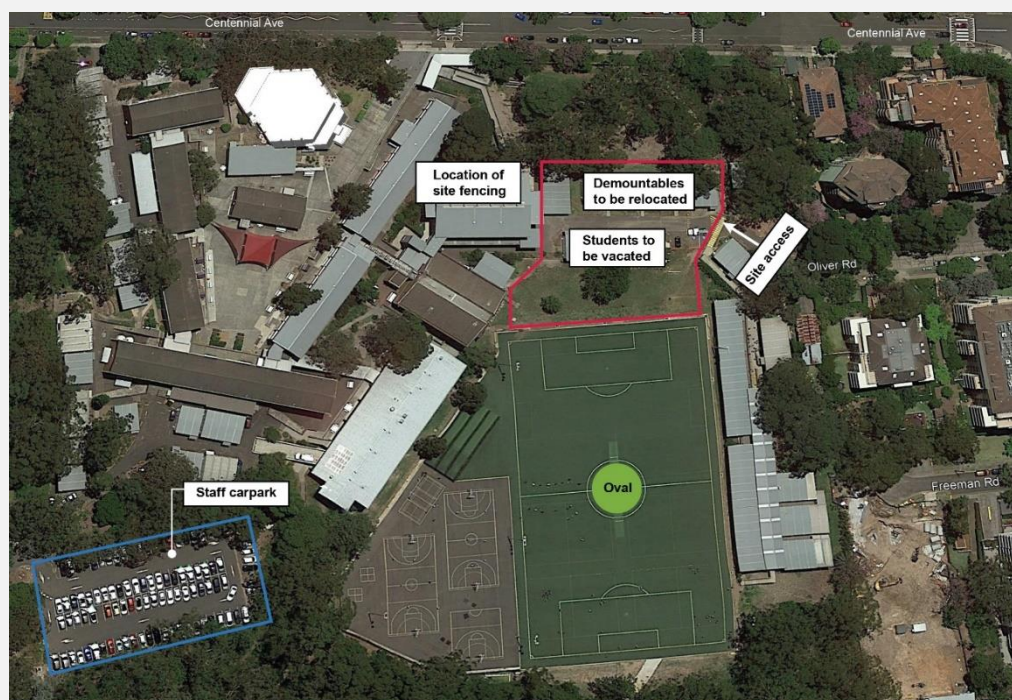 Centennial Ave
Centennial Ave
Location of
site fencing
Demountables
to be relocated
Students to
be vacated
Site access
Oliver Rd
Oval
Freeman Rd
Staff carpark